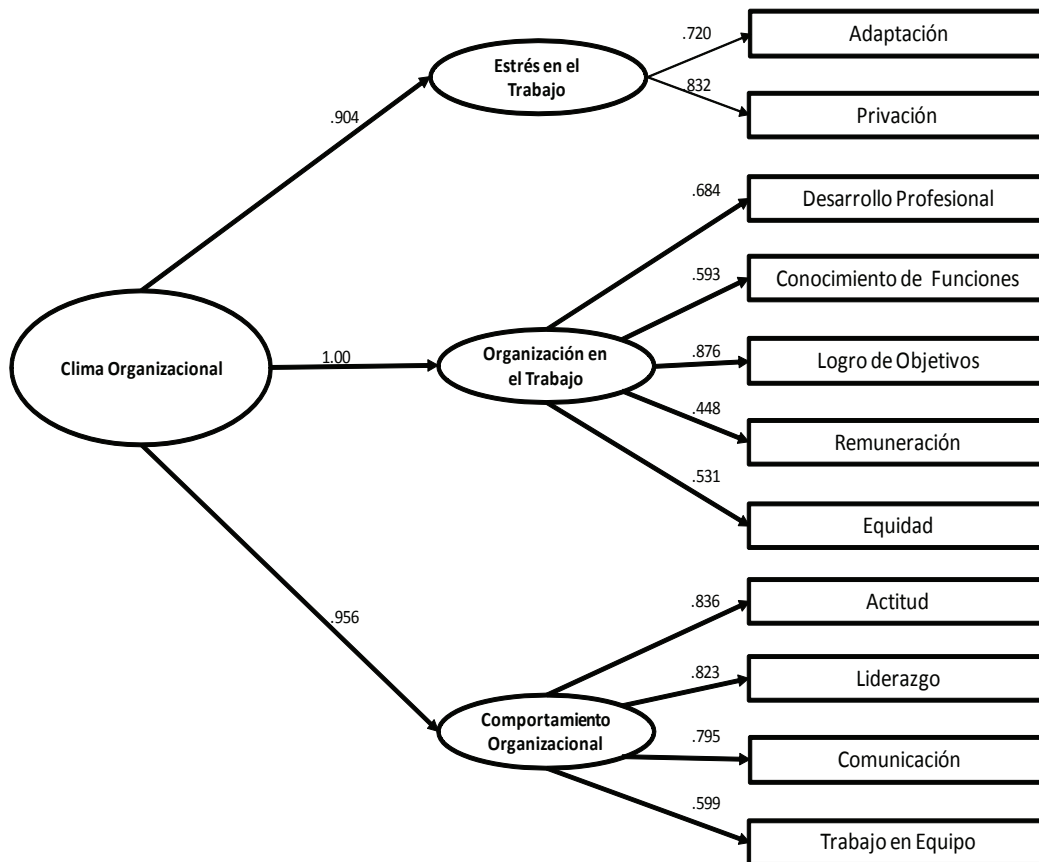 .720
Adaptación
Estrés en el
Trabajo
.832
Privación
.904
.684
Desarrollo Profesional
.593
Conocimiento de Funciones
Clima Organizacional
1.00
Organización en
el Trabajo
.876
Logro de Objetivos
.448
Remuneración
.531
Equidad
.956
.836
Actitud
.823
Liderazgo
Comportamiento
Organizacional
.795
Comunicación
.599
Trabajo en Equipo